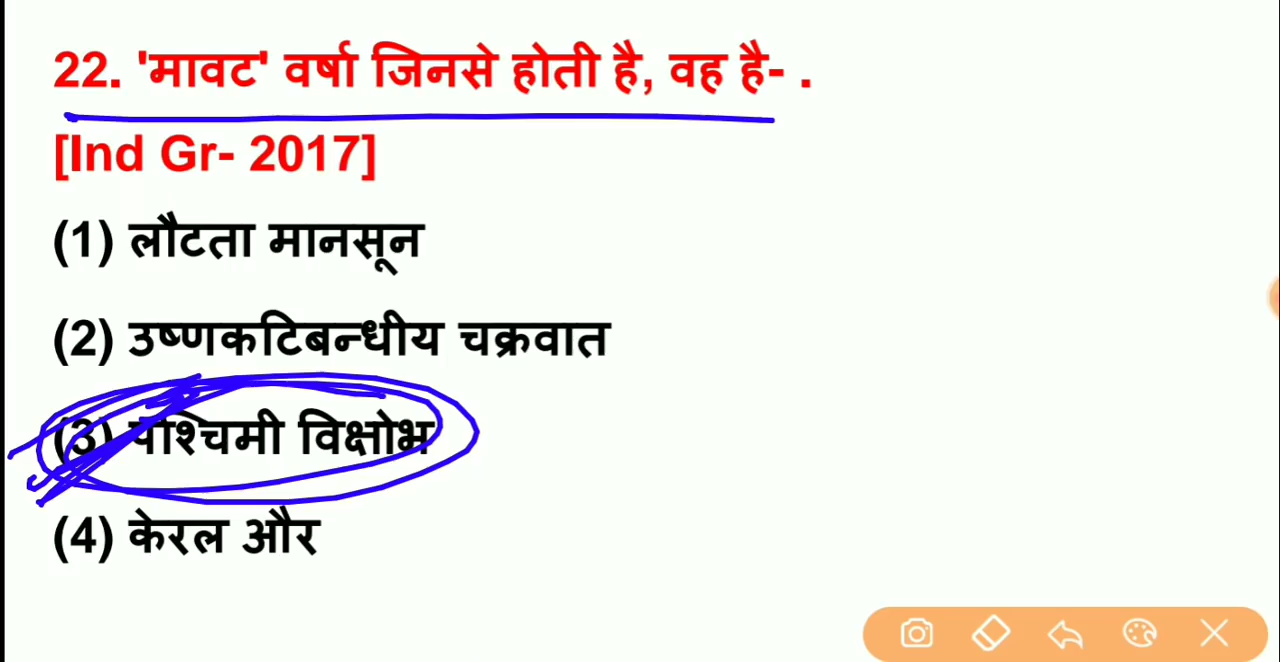 22. 'मावट' वर्षा जिनसे होती है, वह है- .
[Ind Gr- 2017]
(1) लौटता मानसून
(2) उष्णकटिबन्धीय चक्रवात
(3) पश्चिमी विक्षोभ
(4) केरल और